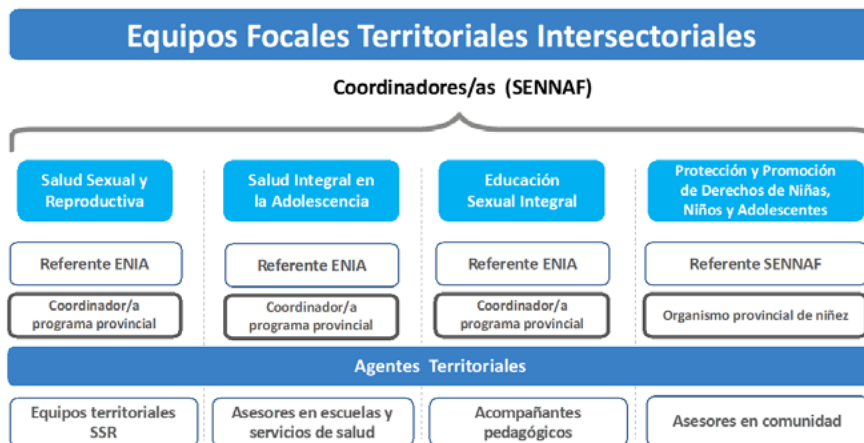 Equipos Focales Territoriales Intersectoriales
Coordinadores/as (SENNAF)
Salud Sexual y
Reproductiva
Salud Integral en
la Adolescencia
Educación
Sexual Integral
Protección y Promoción
de Derechos de Niñas,
Niños y Adolescentes
Referente ENIA
Referente ENIA
Referente ENIA
Referente SENNAF
Coordinador/a
programa provincial
Coordinador/a
programa provincial
Coordinador/a
programa provincial
Organismo provincial de niñez
Agentes Territoriales
Equipos territoriales
SSR
Asesores en escuelas y
servicios de salud
Acompañantes
pedagógicos
Asesores en comunidad